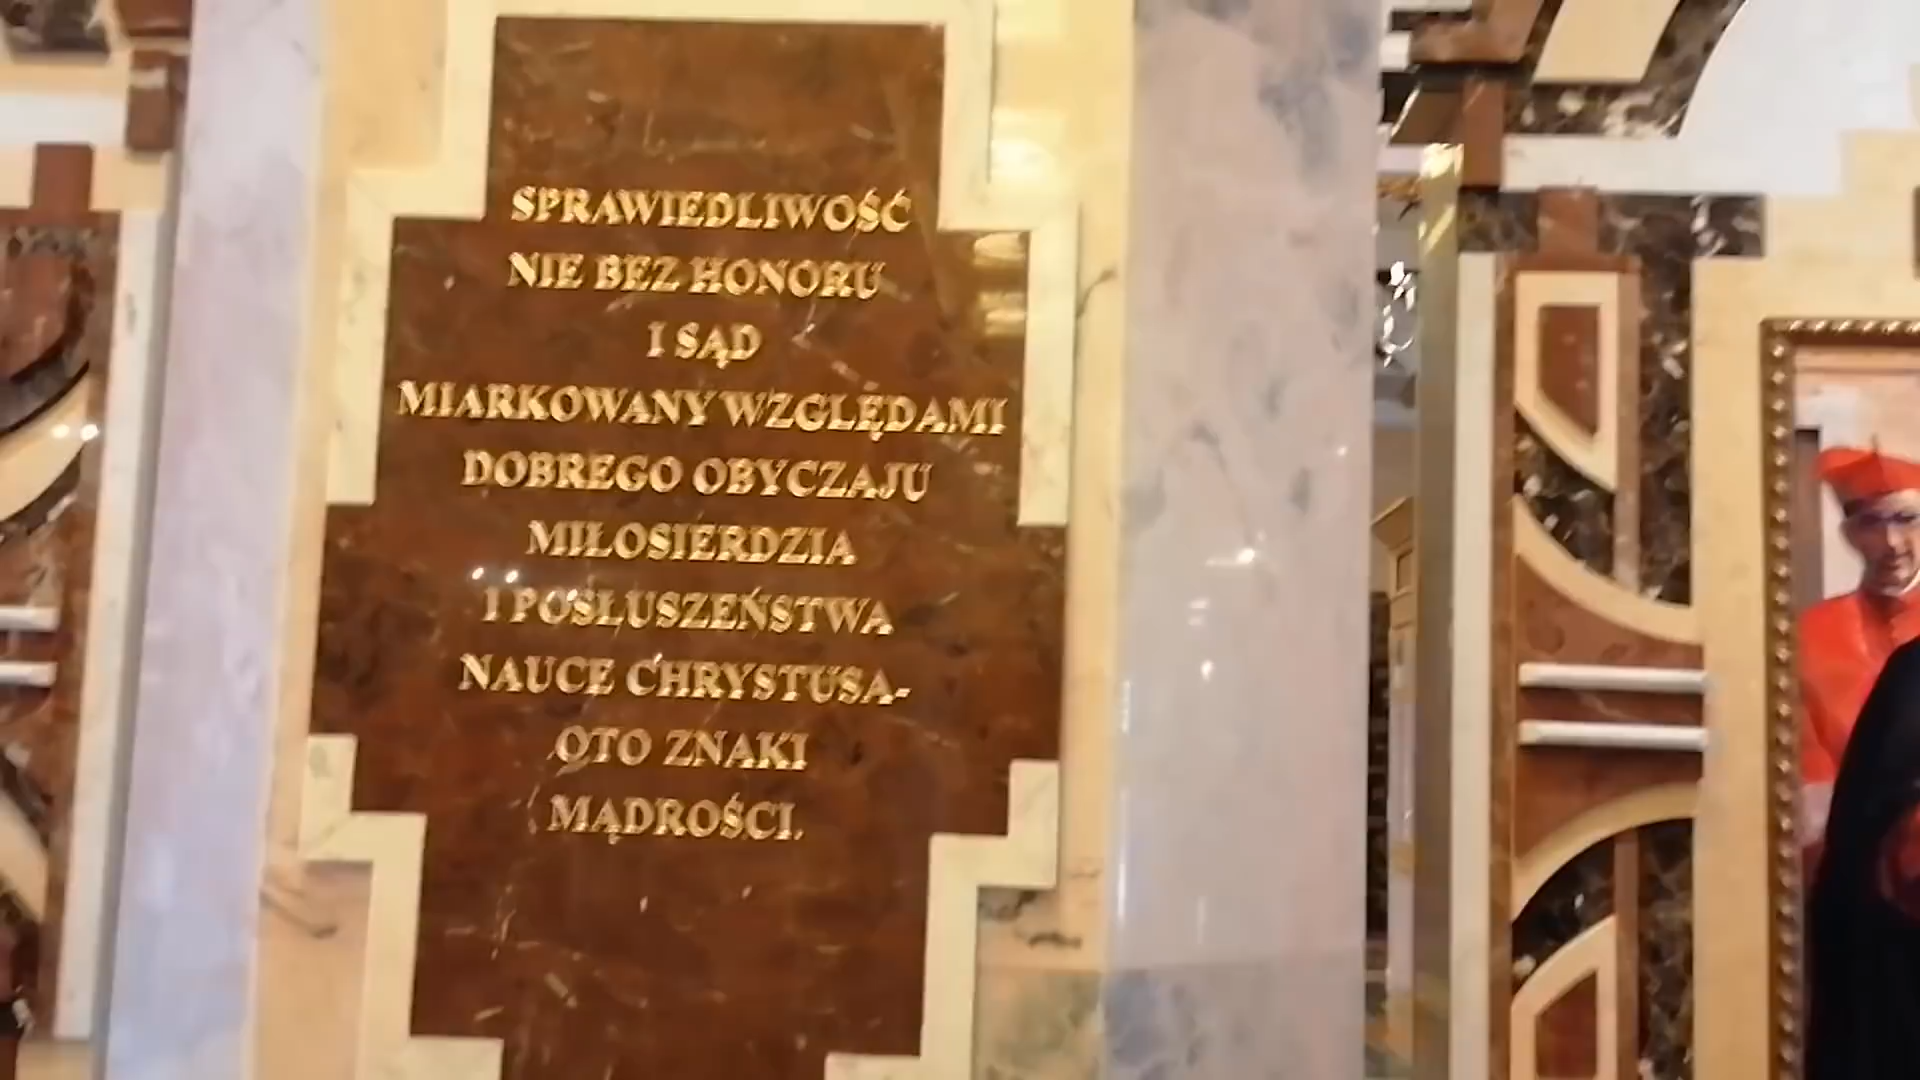 SPRAWIEDLIWOŚĆ
NIE BEZ HONORU
I SĄD
MIARKOWANY WZGLĘDAMI
DOBREGO OBYCZAJU
MIŁOSIERDZIA
I POSŁUSZEŃSTWA
NAUCE CHRYSTUSA-
OTO ZNAKI
MĄDROŚCI.